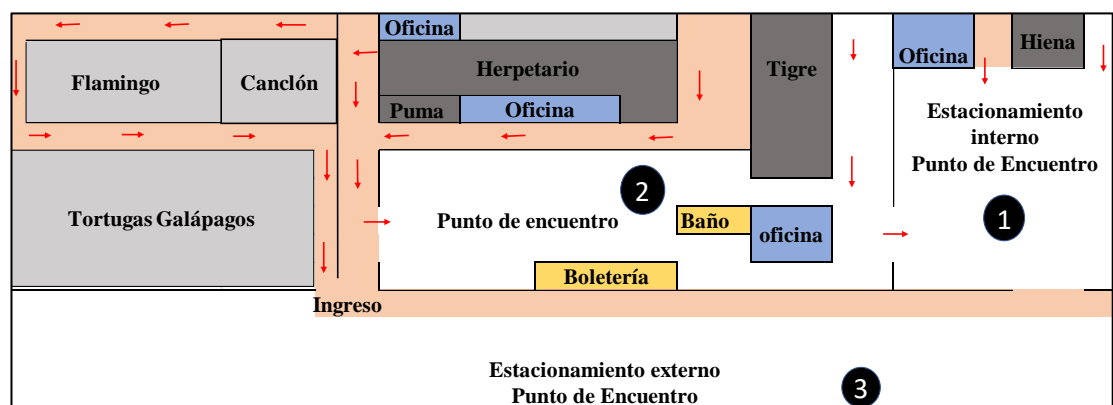 Oficina
Flamingo
Canclón
Herpetario
Puma
Oficina
Tigre
Oficina
Hiena
Estacionamiento
interno
Punto de Encuentro
1
2
Tortugas Galápagos
Punto de encuentro
Baño
oficina
Boletería
Ingreso
Estacionamiento externo
Punto de Encuentro
3